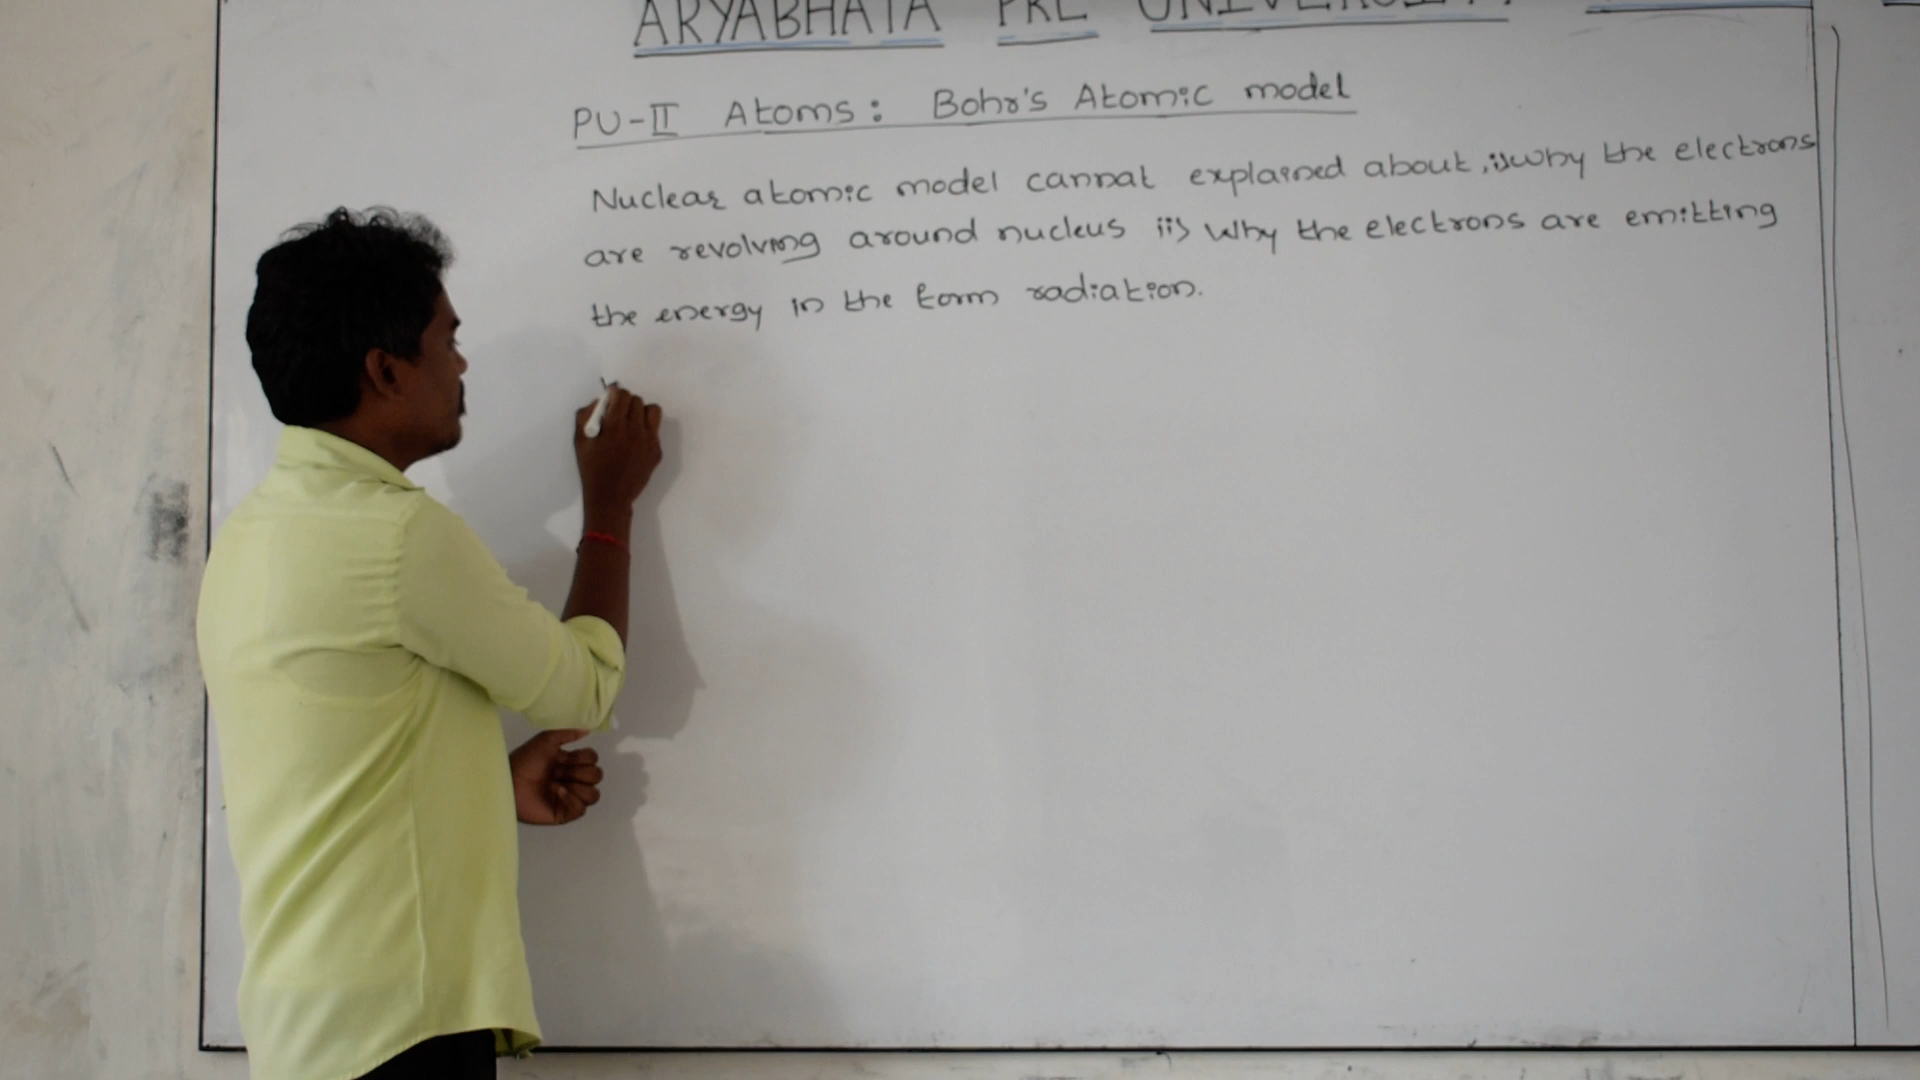 ARYABHATA PRE UNIVERSITY
PU-II Atoms: Bohr's Atomic model
Nuclear atomic model cannot explained about, i) why the electrons
are revolving around nucleus ii) Why the electrons are emitting
the energy in the form radiation.